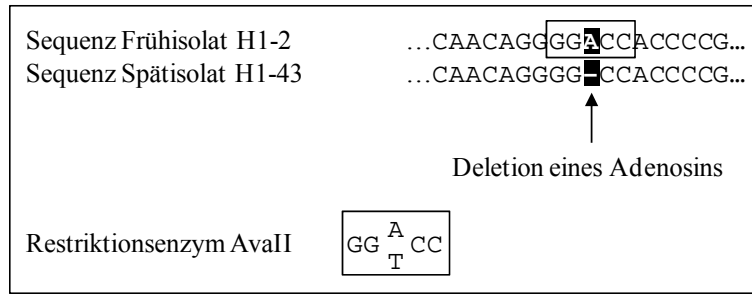 Sequenz Frühisolat H1-2 …CAACAGGGGACCACCCCG…
Sequenz Spätisolat H1-43 …CAACAGGGG–CCACCCCG…
Deletion eines Adenosins
Restriktionsenzym AvaII GG A/T CC